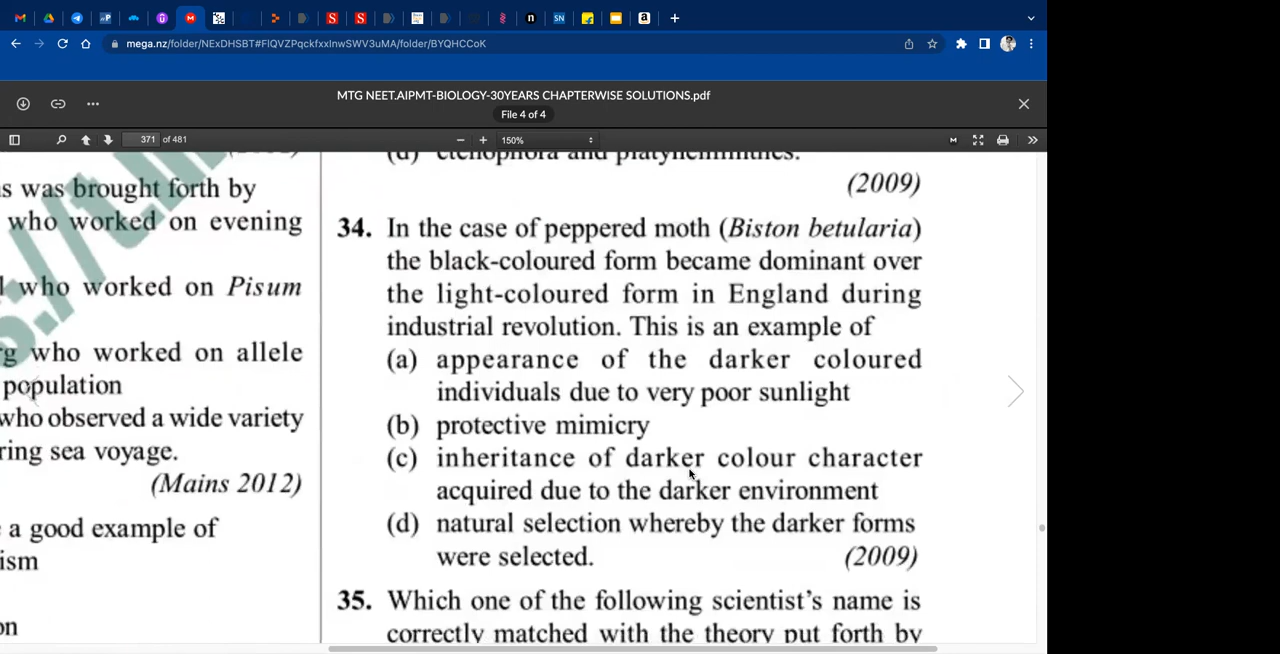 mega.nz/folder/NExDHSBT#FlQVZPqckfxxInwSWV3uMA/folder/BYQHCCoK
MTG NEET.AIPMT-BIOLOGY-30YEARS CHAPTERWISE SOLUTIONS.pdf
File 4 of 4
371 of 481
150%
s was brought forth by
who worked on evening
who worked on Pisum
rg who worked on allele
population
who observed a wide variety
ring sea voyage.
(Mains 2012)
e a good example of
ism
on
(d) ctenophora and platyhelminthes.
(2009)
34. In the case of peppered moth (Biston betularia)
the black-coloured form became dominant over
the light-coloured form in England during
industrial revolution. This is an example of
(a) appearance of the darker coloured
individuals due to very poor sunlight
(b) protective mimicry
(c) inheritance of darker colour character
acquired due to the darker environment
(d) natural selection whereby the darker forms
were selected. (2009)
35. Which one of the following scientist's name is
correctly matched with the theory put forth by